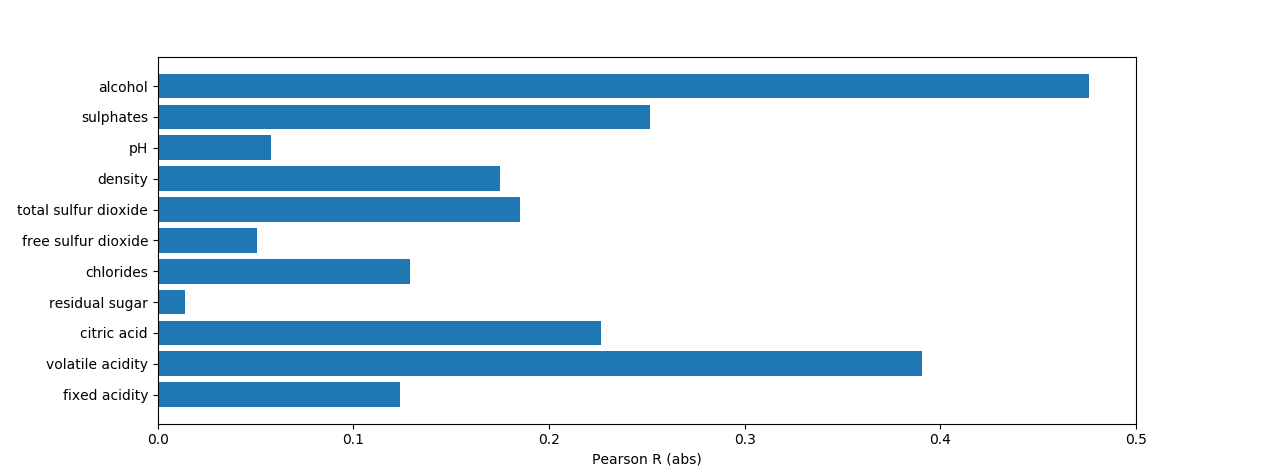 alcohol
sulphates
pH
density
total sulfur dioxide
free sulfur dioxide
chlorides
residual sugar
citric acid
volatile acidity
fixed acidity
0.0 0.1 0.2 0.3 0.4 0.5
Pearson R (abs)